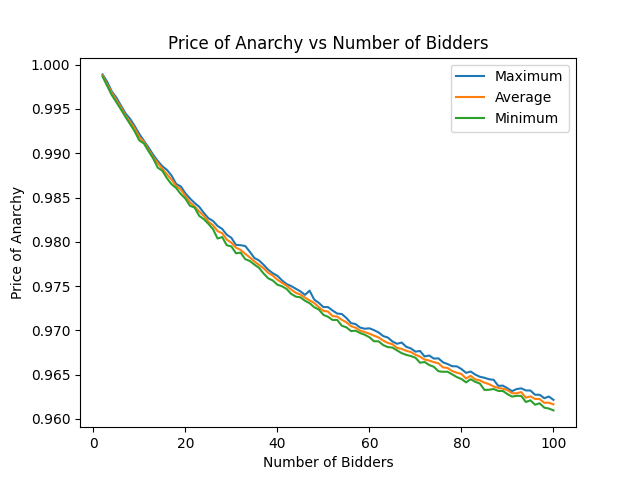 Price of Anarchy vs Number of Bidders
Maximum
Average
Minimum
1.000
0.995
0.990
0.985
0.980
0.975
0.970
0.965
0.960
Price of Anarchy
0 20 40 60 80 100
Number of Bidders